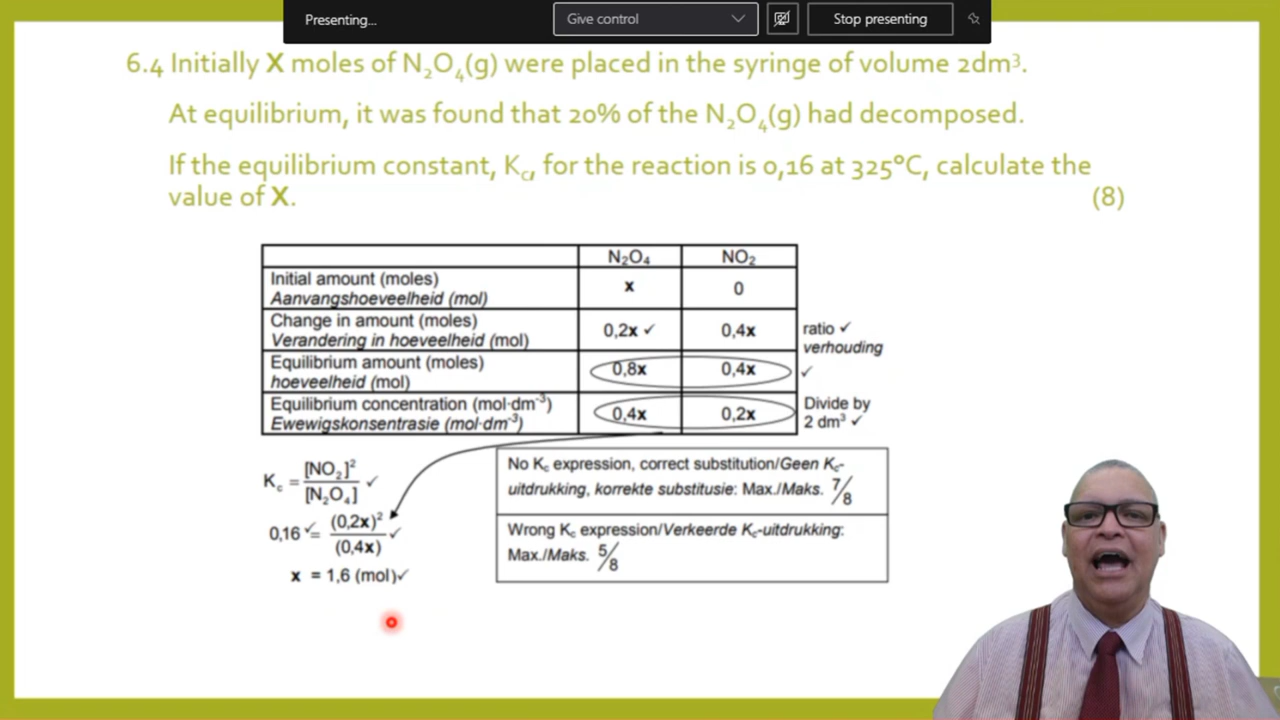 Presenting...
Give control
Stop presenting
6.4 Initially X moles of N₂O₄(g) were placed in the syringe of volume 2dm³.
At equilibrium, it was found that 20% of the N₂O₄(g) had decomposed.
If the equilibrium constant, K꜀, for the reaction is 0,16 at 325°C, calculate the
value of X. (8)
N₂O₄ NO₂
Initial amount (moles)
Aanvangshoeveelheid (mol)
x 0
Change in amount (moles)
Verandering in hoeveelheid (mol)
0,2x ✓ 0,4x
ratio ✓
verhouding
Equilibrium amount (moles)
hoeveelheid (mol)
0,8x 0,4x ✓
Equilibrium concentration (mol·dm⁻³)
Ewewigskonsentrasie (mol·dm⁻³)
0,4x 0,2x
Divide by
2 dm³ ✓
K꜀ = [NO₂]² / [N₂O₄] ✓
0,16 ✓ = (0,2x)² / (0,4x) ✓
x = 1,6 (mol) ✓
No K꜀ expression, correct substitution/Geen K꜀-
uitdrukking, korrekte substitusie: Max./Maks. 7/8
Wrong K꜀ expression/Verkeerde K꜀-uitdrukking:
Max./Maks. 5/8